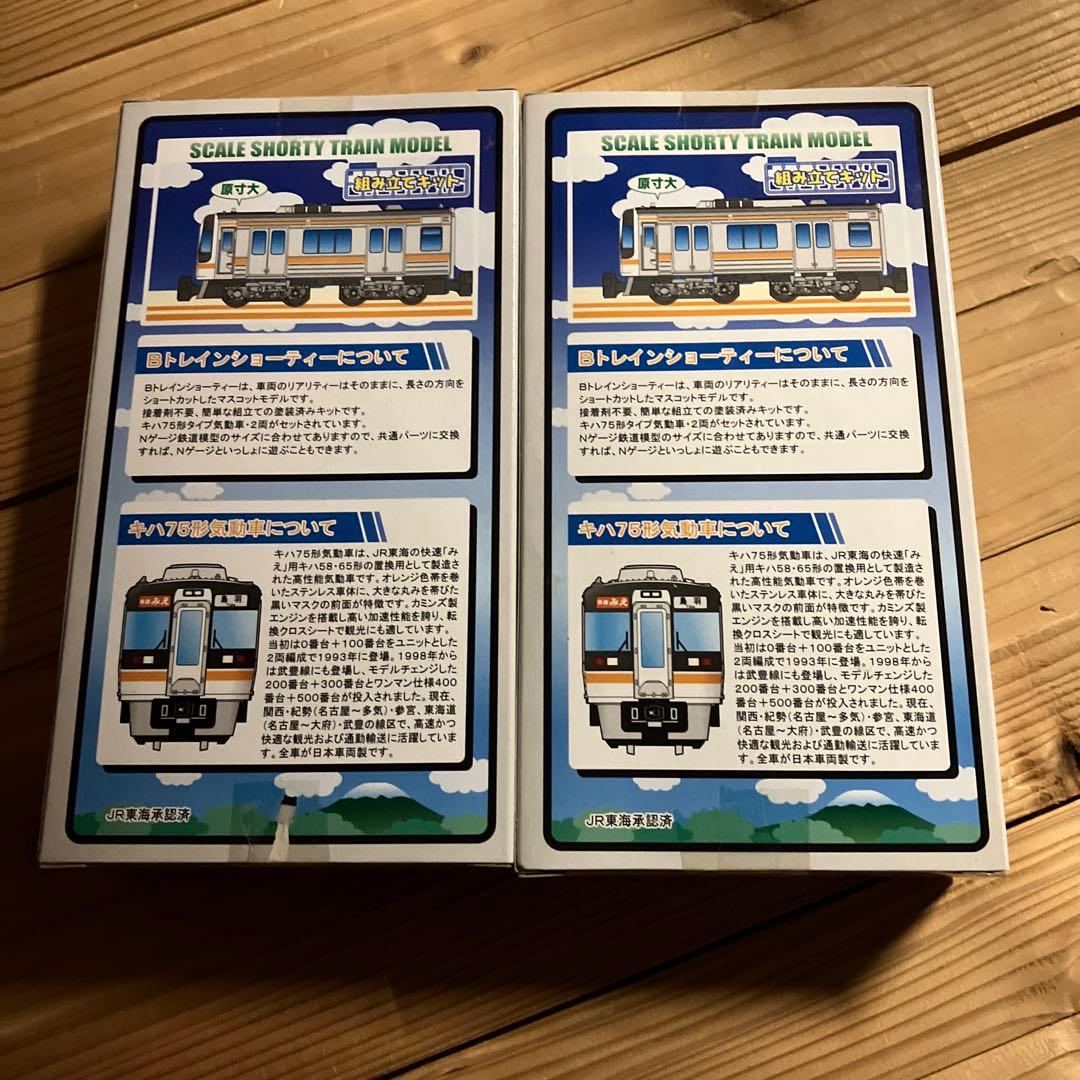 SCALE SHORTY TRAIN MODEL
組み立てキット
原寸大
Bトレインショーティーについて
Bトレインショーティーは、車両のリアリティーはそのままに、長さの方向を
ショートカットしたマスコットモデルです。
接着剤不要、簡単な組立ての塗装済みキットです。
キハ75形タイプ気動車・2両がセットされています。
Nゲージ鉄道模型のサイズに合わせてありますので、共通パーツに交換
すれば、Nゲージといっしょに遊ぶこともできます。
キハ75形気動車について
キハ75形気動車は、JR東海の快速「み
え」用キハ58・65形の置換用として製造さ
れた高性能気動車です。オレンジ色帯を巻
いたステンレス車体に、大きな丸みを帯びた
黒いマスクの前面が特徴です。カミンズ製
エンジンを搭載し高い加速性能を誇り、転
換クロスシートで観光にも適しています。
当初は0番台+100番台をユニットとした
2両編成で1993年に登場。1998年から
は武豊線にも登場し、モデルチェンジした
200番台+300番台とワンマン仕様400
番台+500番台が投入されました。現在、
関西・紀勢(名古屋～多気)・参宮、東海道
(名古屋～大府)・武豊の線区で、高速かつ
快適な観光および通勤輸送に活躍していま
す。全車が日本車両製です。
快速 みえ
鳥羽
JR東海承認済
SCALE SHORTY TRAIN MODEL
組み立てキット
原寸大
Bトレインショーティーについて
Bトレインショーティーは、車両のリアリティーはそのままに、長さの方向を
ショートカットしたマスコットモデルです。
接着剤不要、簡単な組立ての塗装済みキットです。
キハ75形タイプ気動車・2両がセットされています。
Nゲージ鉄道模型のサイズに合わせてありますので、共通パーツに交換
すれば、Nゲージといっしょに遊ぶこともできます。
キハ75形気動車について
キハ75形気動車は、JR東海の快速「み
え」用キハ58・65形の置換用として製造さ
れた高性能気動車です。オレンジ色帯を巻
いたステンレス車体に、大きな丸みを帯びた
黒いマスクの前面が特徴です。カミンズ製
エンジンを搭載し高い加速性能を誇り、転
換クロスシートで観光にも適しています。
当初は0番台+100番台をユニットとした
2両編成で1993年に登場。1998年から
は武豊線にも登場し、モデルチェンジした
200番台+300番台とワンマン仕様400
番台+500番台が投入されました。現在、
関西・紀勢(名古屋～多気)・参宮、東海道
(名古屋～大府)・武豊の線区で、高速かつ
快適な観光および通勤輸送に活躍していま
す。全車が日本車両製です。
快速 みえ
鳥羽
JR東海承認済